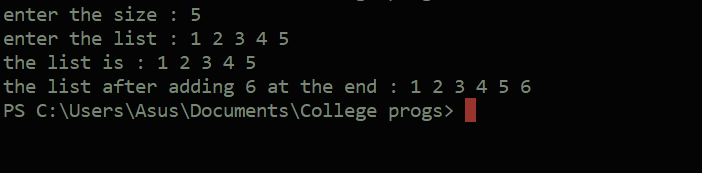 enter the size : 5
enter the list : 1 2 3 4 5
the list is : 1 2 3 4 5
the list after adding 6 at the end : 1 2 3 4 5 6
PS C:\Users\Asus\Documents\College progs>